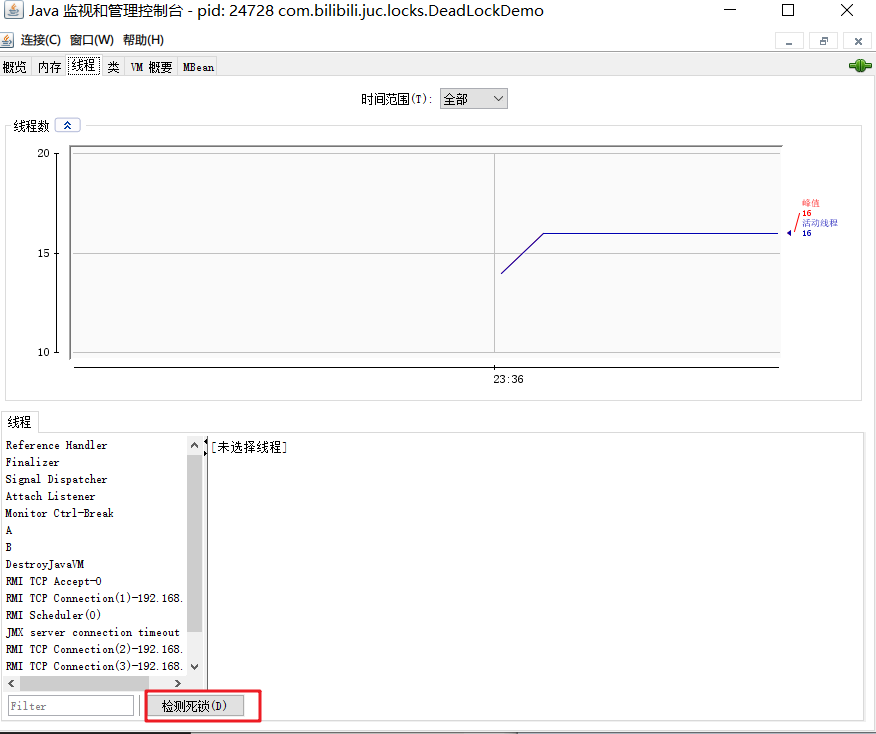 Java 监视和管理控制台 - pid: 24728 com.bilibili.juc.locks.DeadLockDemo
连接(C) 窗口(W) 帮助(H)
概览 内存 线程 类 VM 概要 MBean
时间范围(T): 全部
线程数
20
15
10
峰值
16
活动线程
16
23:36
线程
Reference Handler
Finalizer
Signal Dispatcher
Attach Listener
Monitor Ctrl-Break
A
B
DestroyJavaVM
RMI TCP Accept-0
RMI TCP Connection(1)-192.168.
RMI Scheduler(0)
JMX server connection timeout
RMI TCP Connection(2)-192.168.
RMI TCP Connection(3)-192.168.
[未选择线程]
Filter
检测死锁(D)